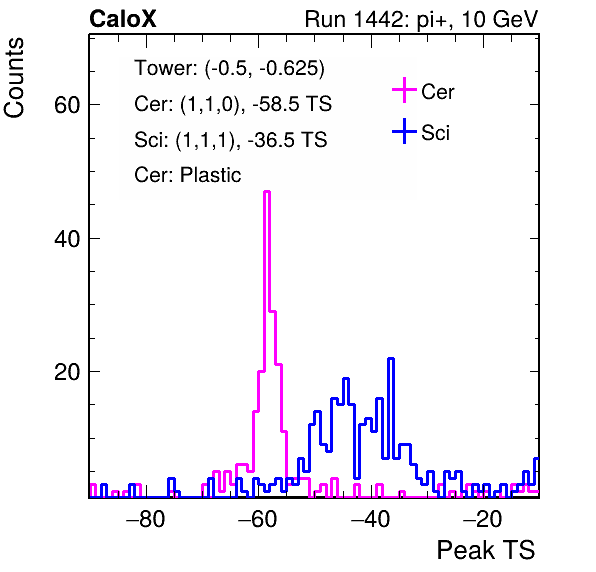 CaloX Run 1442: pi+, 10 GeV
Counts
Tower: (-0.5, -0.625)
Cer: (1,1,0), -58.5 TS
Sci: (1,1,1), -36.5 TS
Cer: Plastic
Cer
Sci
60
40
20
−80 −60 −40 −20
Peak TS